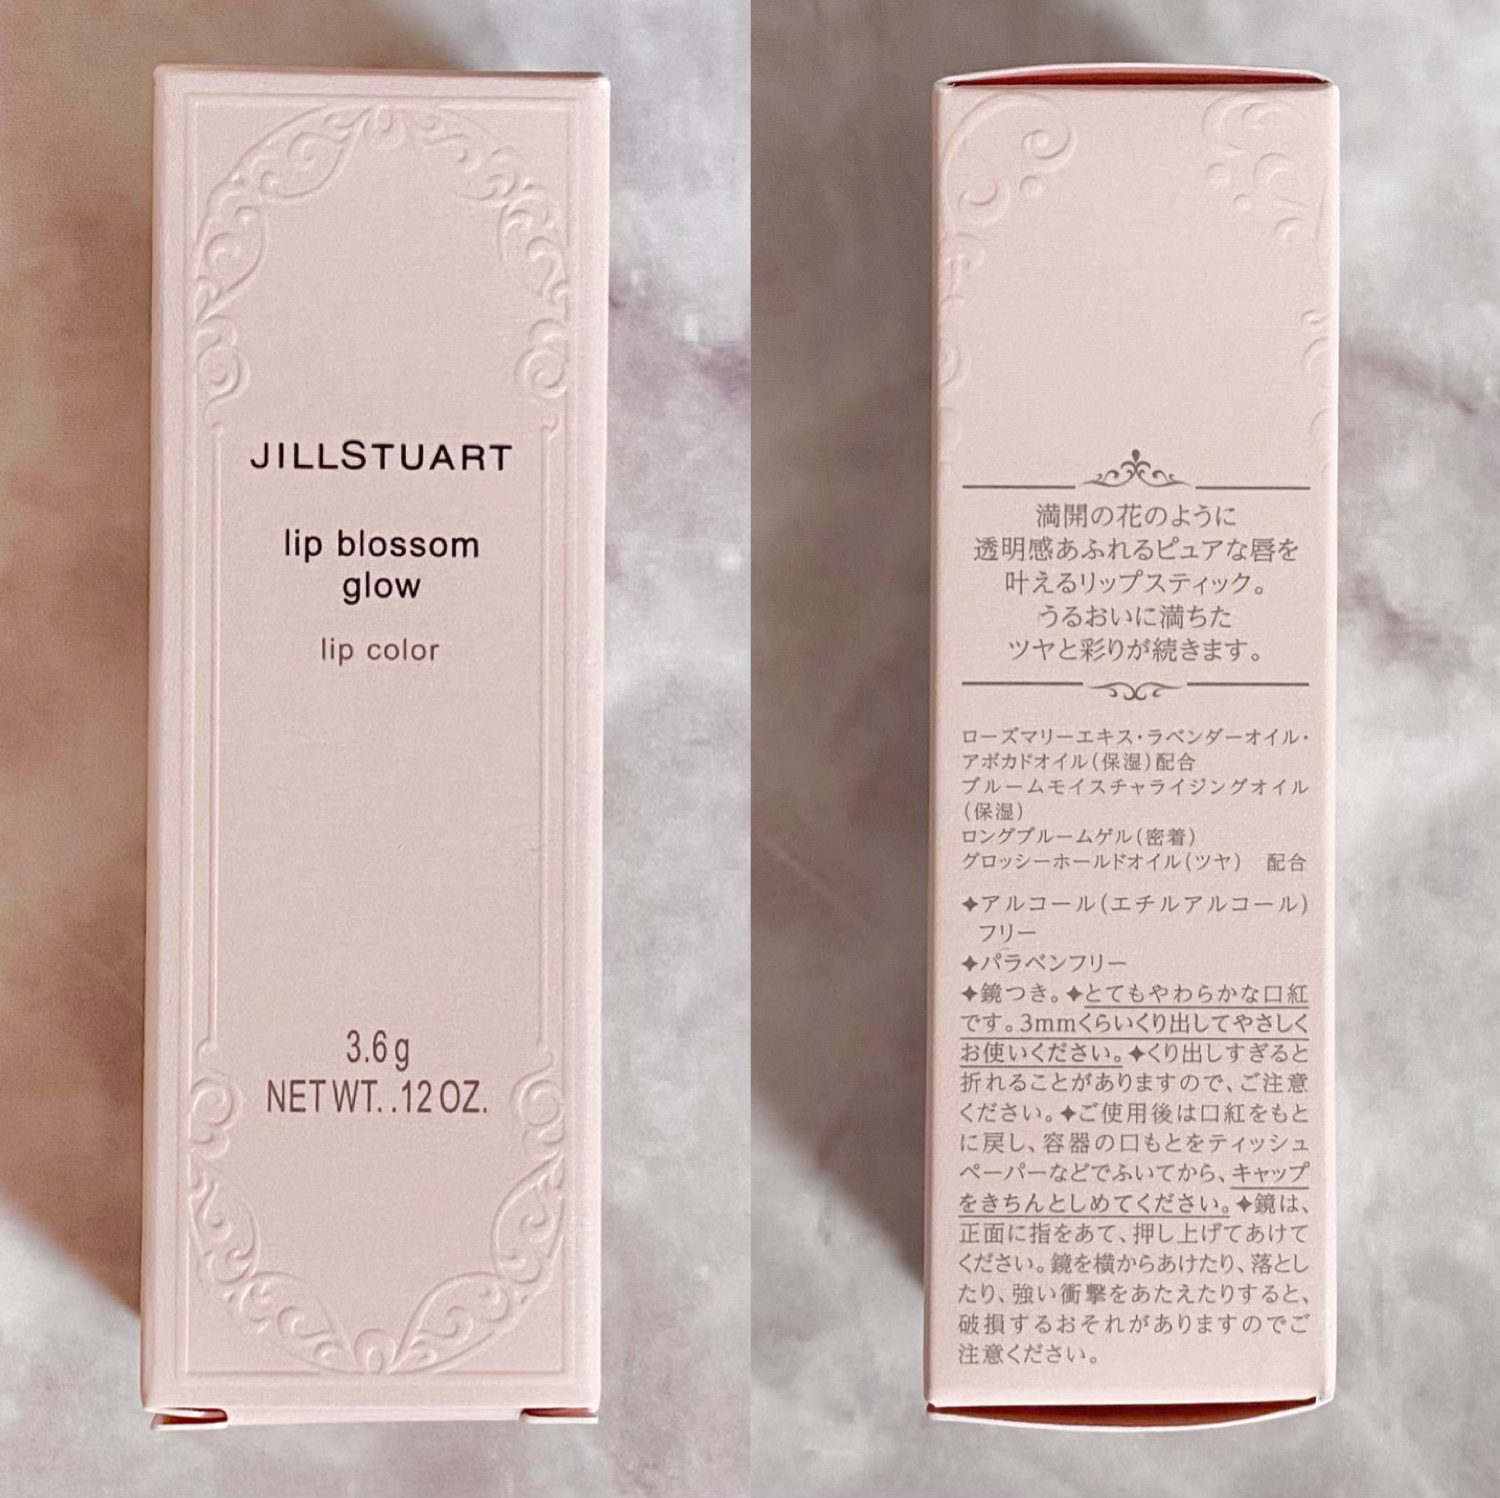 JILLSTUART
lip blossom
glow
lip color
3.6g
NET WT. .12 OZ.
満開の花のように
透明感あふれるピュアな唇を
叶えるリップスティック。
うるおいに満ちた
ツヤと彩りが続きます。
ローズマリーエキス・ラベンダーオイル・
アボカドオイル(保湿)配合
ブルームモイスチャライジングオイル
(保湿)
ロングブルームゲル(密着)
グロッシーホールドオイル(ツヤ) 配合
✦アルコール(エチルアルコール)
フリー
✦パラベンフリー
✦鏡つき。✦とてもやわらかな口紅
です。3mmくらいくり出してやさしく
お使いください。✦くり出しすぎると
折れることがありますので、ご注意
ください。✦ご使用後は口紅をもと
に戻し、容器の口もとをティッシュ
ペーパーなどでふいてから、キャップ
をきちんとしめてください。✦鏡は、
正面に指をあて、押し上げてあけて
ください。鏡を横からあけたり、落とし
たり、強い衝撃をあたえたりすると、
破損するおそれがありますのでご
注意ください。